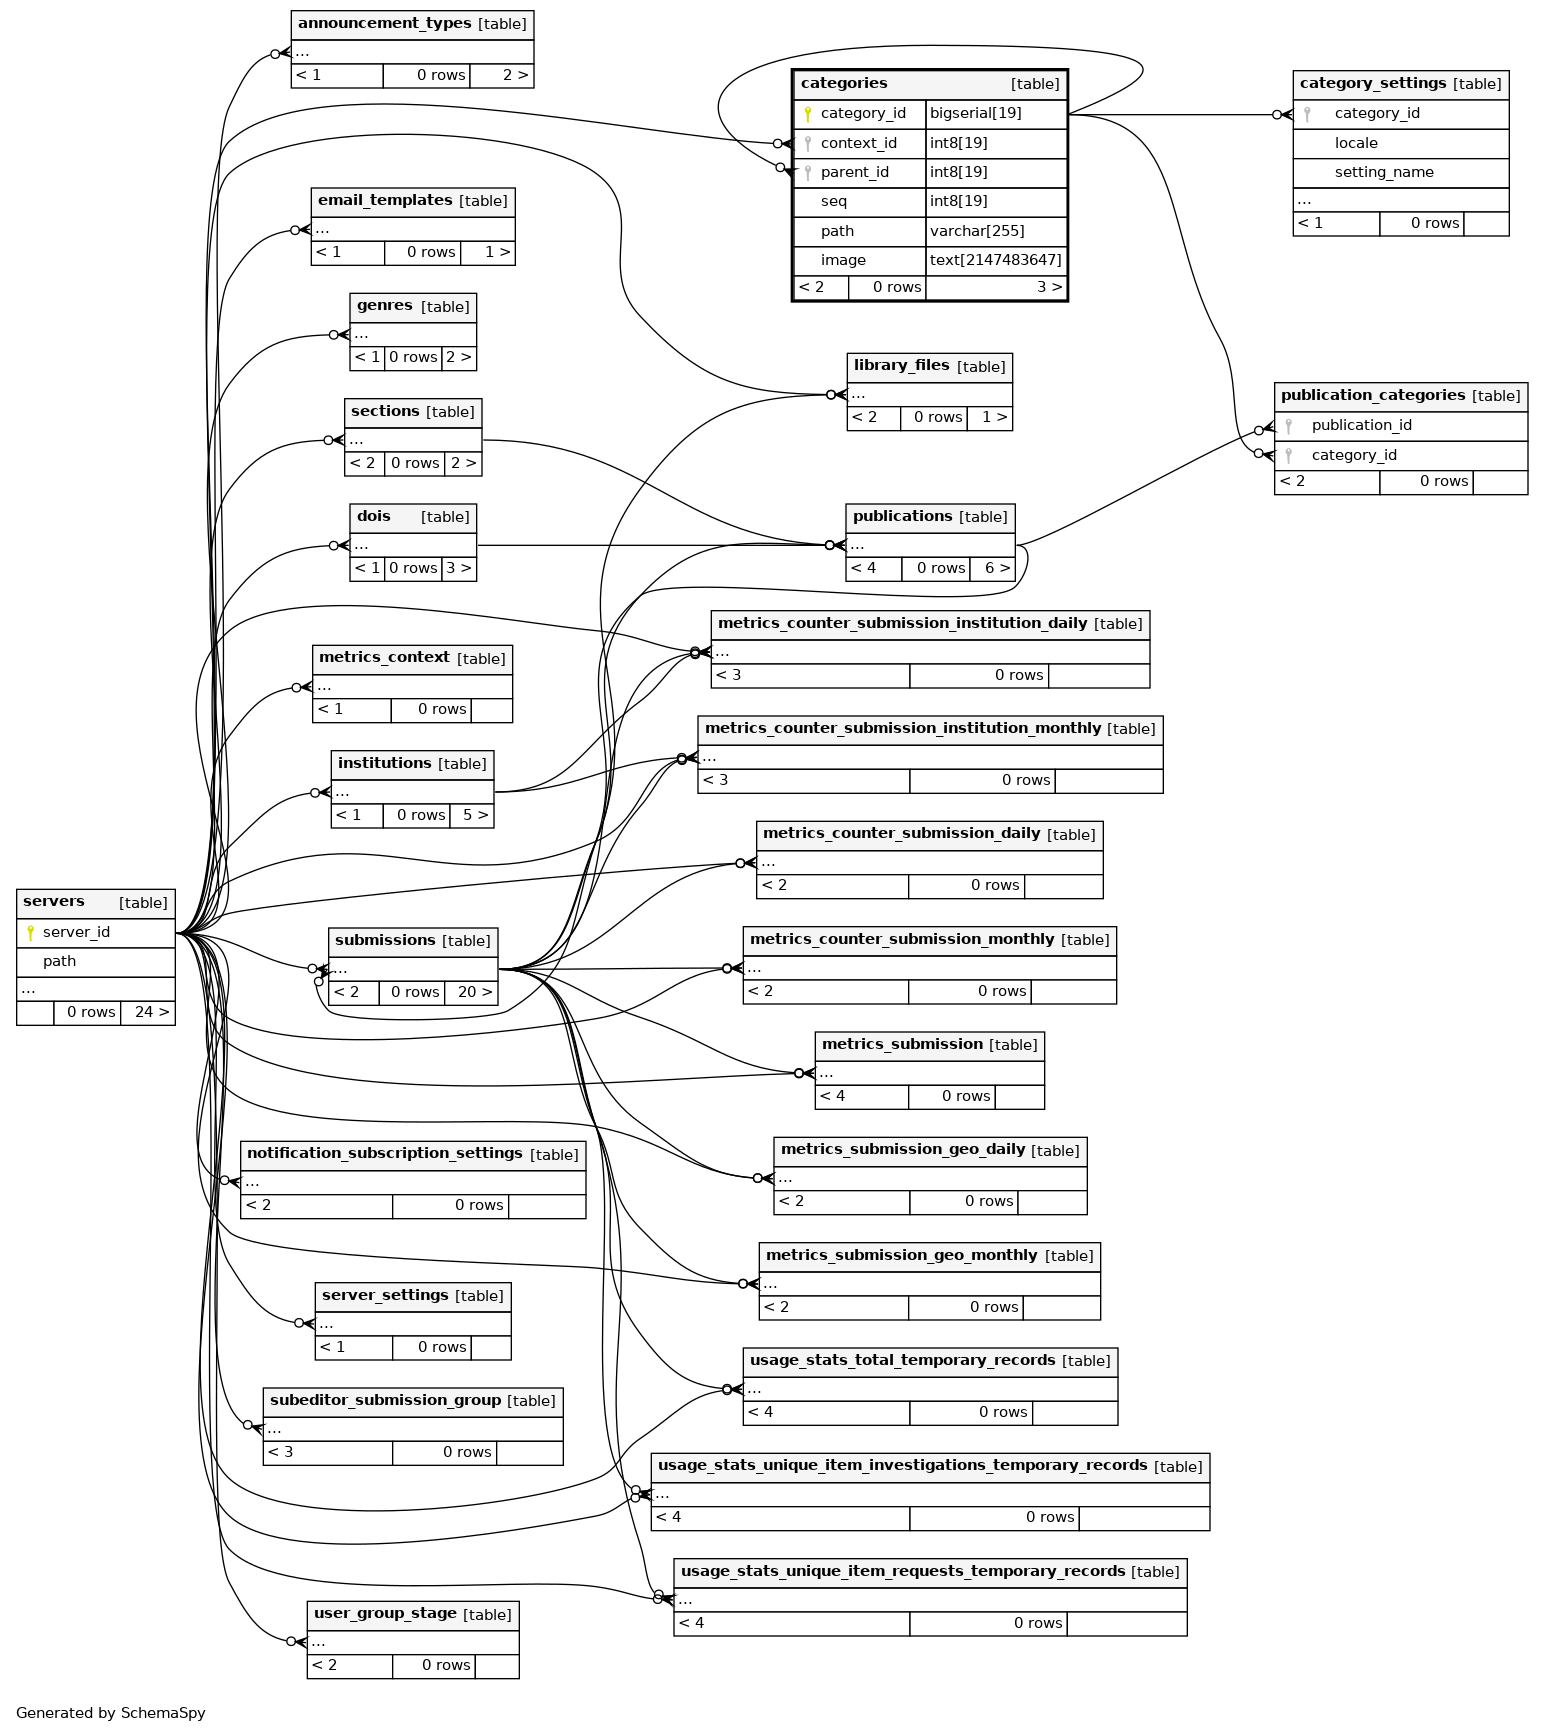 announcement_types [table]
...
< 1 0 rows 2 >
categories [table]
category_id bigserial[19]
context_id int8[19]
parent_id int8[19]
seq int8[19]
path varchar[255]
image text[2147483647]
< 2 0 rows 3 >
category_settings [table]
category_id
locale
setting_name
...
< 1 0 rows
email_templates [table]
...
< 1 0 rows 1 >
genres [table]
...
< 1 0 rows 2 >
library_files [table]
...
< 2 0 rows 1 >
publication_categories [table]
publication_id
category_id
< 2 0 rows
sections [table]
...
< 2 0 rows 2 >
dois [table]
...
< 1 0 rows 3 >
publications [table]
...
< 4 0 rows 6 >
metrics_counter_submission_institution_daily [table]
...
< 3 0 rows
metrics_context [table]
...
< 1 0 rows
metrics_counter_submission_institution_monthly [table]
...
< 3 0 rows
institutions [table]
...
< 1 0 rows 5 >
metrics_counter_submission_daily [table]
...
< 2 0 rows
servers [table]
server_id
path
...
0 rows 24 >
submissions [table]
...
< 2 0 rows 20 >
metrics_counter_submission_monthly [table]
...
< 2 0 rows
metrics_submission [table]
...
< 4 0 rows
notification_subscription_settings [table]
...
< 2 0 rows
metrics_submission_geo_daily [table]
...
< 2 0 rows
metrics_submission_geo_monthly [table]
...
< 2 0 rows
server_settings [table]
...
< 1 0 rows
usage_stats_total_temporary_records [table]
...
< 4 0 rows
subeditor_submission_group [table]
...
< 3 0 rows
usage_stats_unique_item_investigations_temporary_records [table]
...
< 4 0 rows
usage_stats_unique_item_requests_temporary_records [table]
...
< 4 0 rows
user_group_stage [table]
...
< 2 0 rows
Generated by SchemaSpy